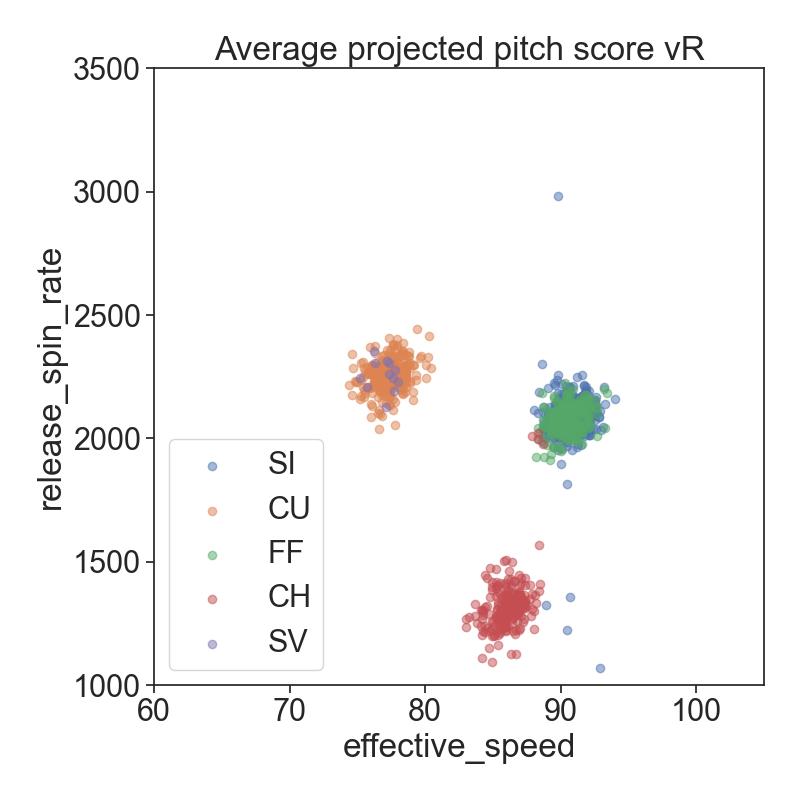 Average projected pitch score vR
3500
3000
2500
2000
1500
1000
release_spin_rate
SI
CU
FF
CH
SV
60 70 80 90 100
effective_speed